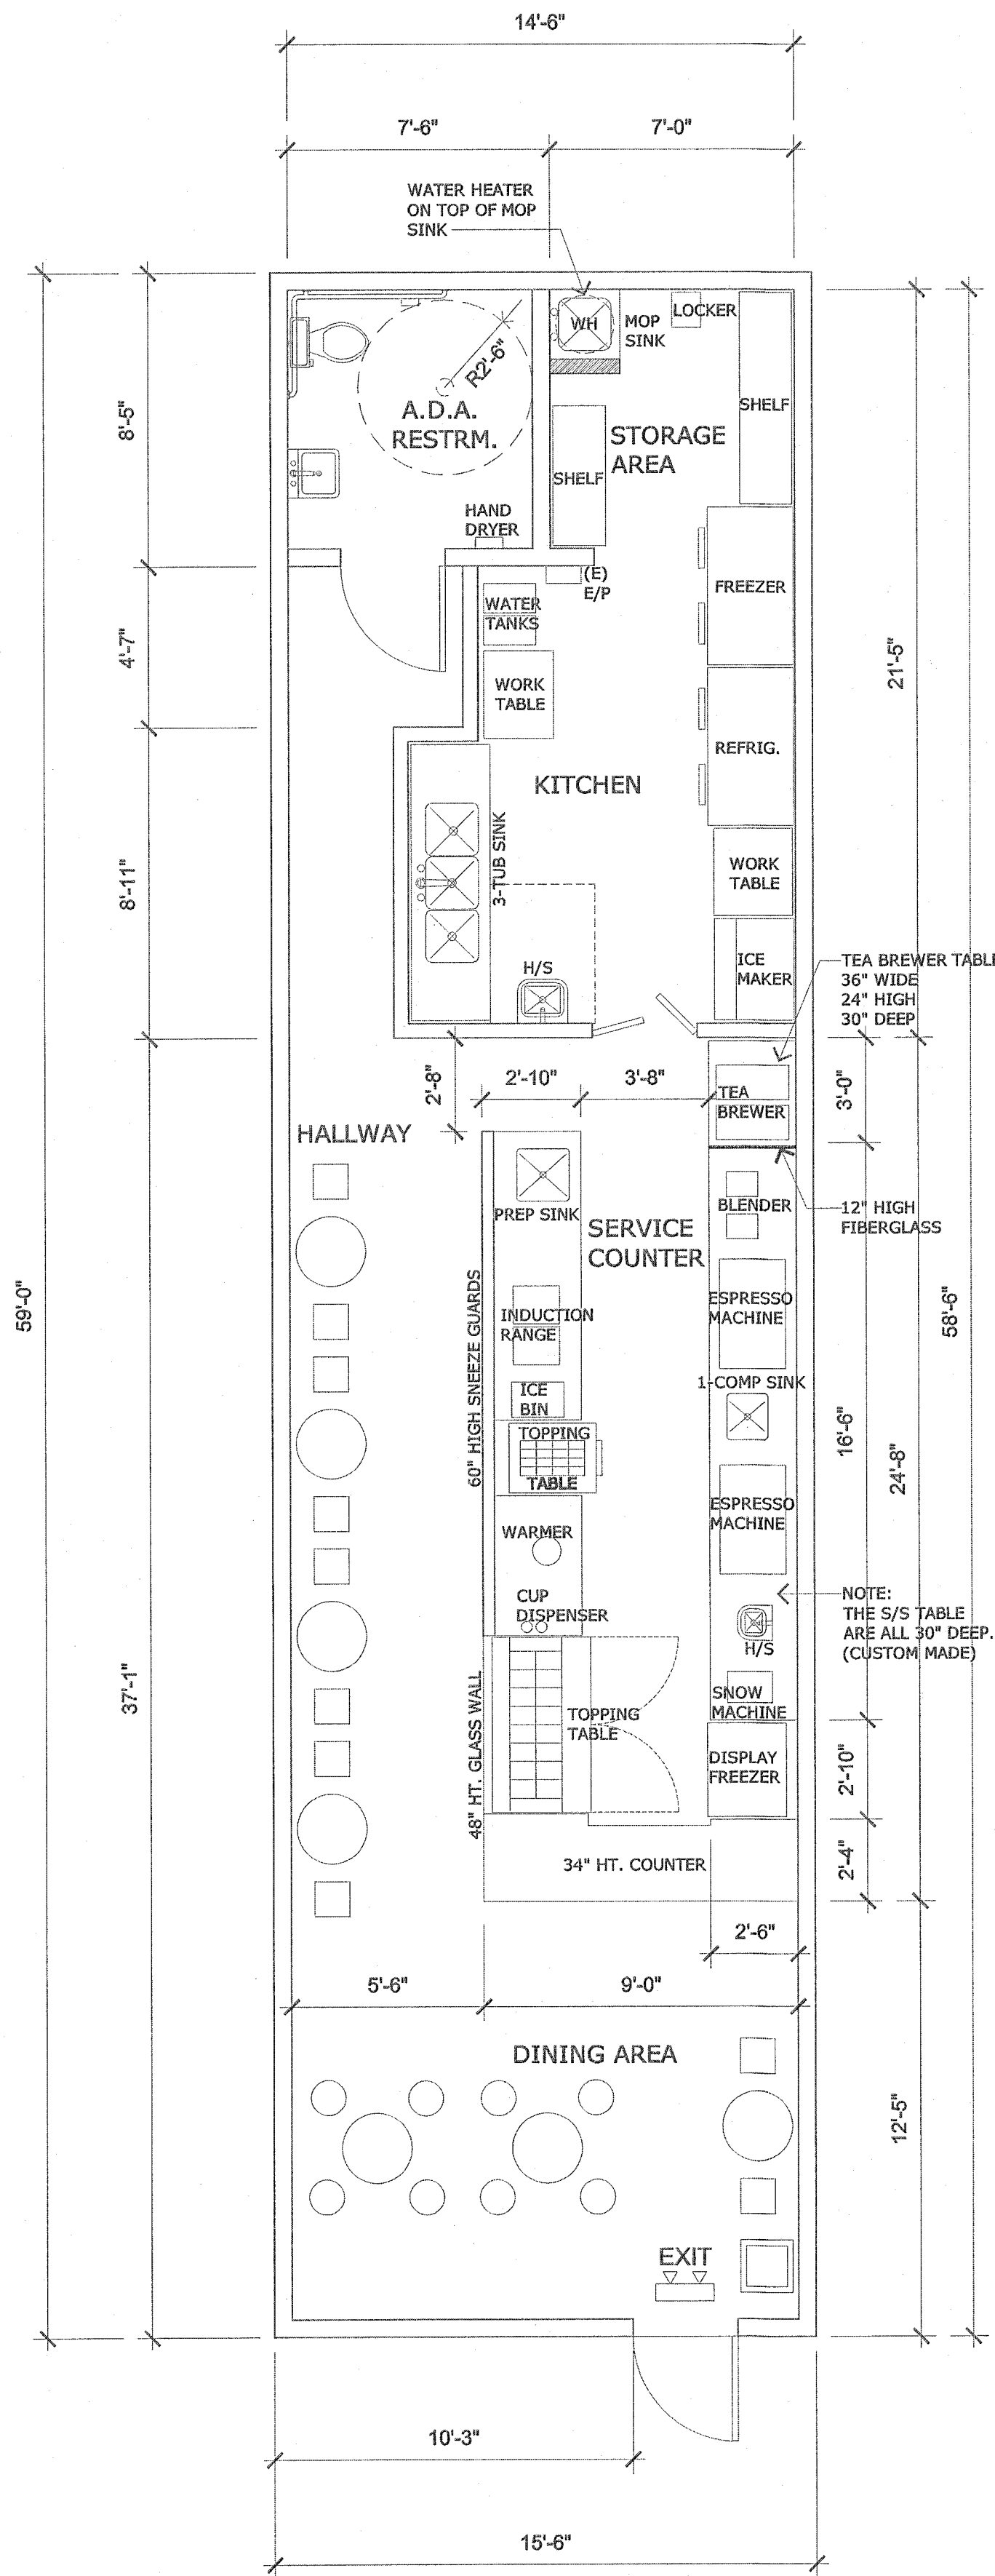 14'-6"
7'-6"
7'-0"
WATER HEATER
ON TOP OF MOP
SINK
WH
MOP
SINK
LOCKER
R2'-6"
A.D.A.
RESTRM.
SHELF
STORAGE
AREA
SHELF
8'-5"
HAND
DRYER
(E)
E/P
FREEZER
WATER
TANKS
4'-7"
21'-5"
WORK
TABLE
REFRIG.
KITCHEN
3-TUB SINK
WORK
TABLE
8'-11"
H/S
ICE
MAKER
TEA BREWER TABLE
36" WIDE
24" HIGH
30" DEEP
2'-8"
2'-10"
3'-8"
TEA
BREWER
3'-0"
HALLWAY
PREP SINK
BLENDER
12" HIGH
FIBERGLASS
SERVICE
COUNTER
59'-0"
58'-6"
60" HIGH SNEEZE GUARDS
INDUCTION
RANGE
ESPRESSO
MACHINE
1-COMP SINK
ICE
BIN
TOPPING
TABLE
16'-6"
24'-8"
ESPRESSO
MACHINE
WARMER
CUP
DISPENSER
NOTE:
THE S/S TABLE
ARE ALL 30" DEEP.
(CUSTOM MADE)
H/S
37'-1"
48" HT. GLASS WALL
TOPPING
TABLE
SNOW
MACHINE
DISPLAY
FREEZER
2'-10"
34" HT. COUNTER
2'-4"
2'-6"
5'-6"
9'-0"
DINING AREA
12'-5"
EXIT
10'-3"
15'-6"